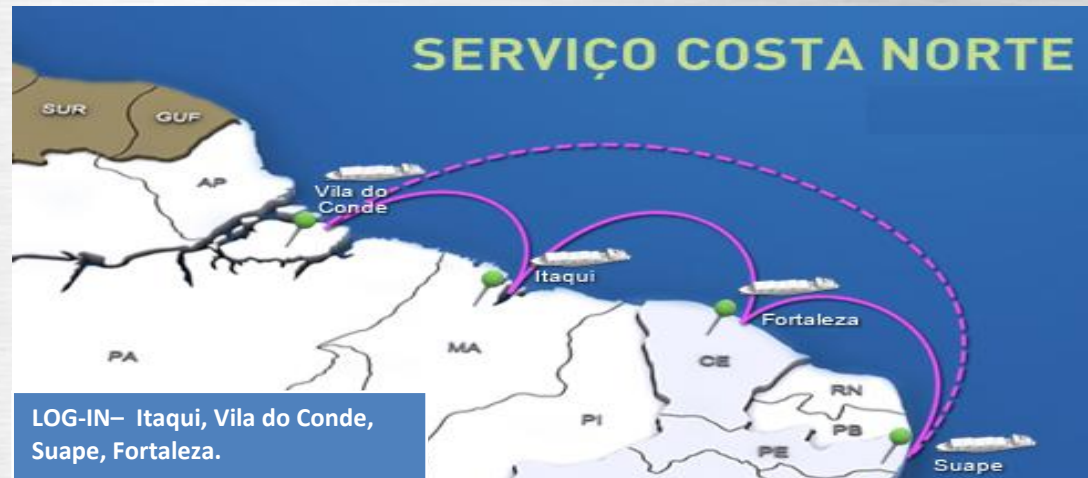 SERVIÇO COSTA NORTE
SUR
GUF
AP
Vila do
Conde
Itaqui
Fortaleza
PA
MA
CE
RN
PB
PI
PE
Suape
LOG-IN– Itaqui, Vila do Conde,
Suape, Fortaleza.